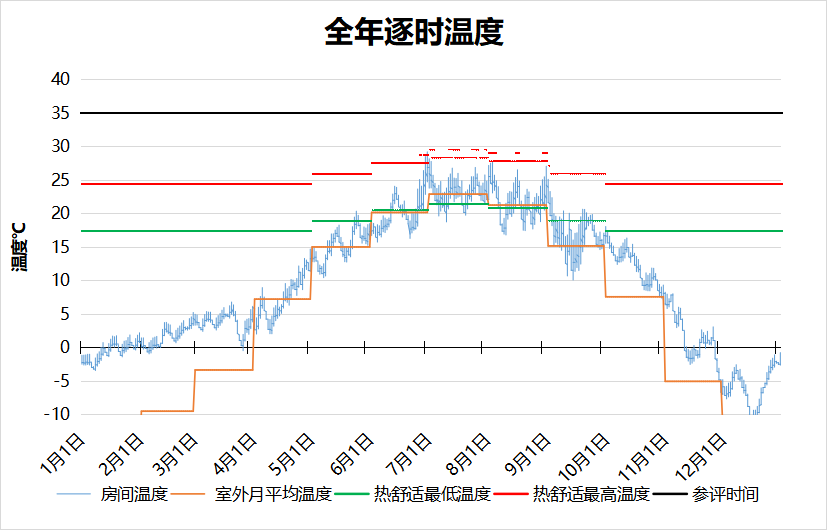 全年逐时温度
40
35
30
25
20
15
10
5
0
-5
-10
温度℃
1月1日
2月1日
3月1日
4月1日
5月1日
6月1日
7月1日
8月1日
9月1日
10月1日
11月1日
12月1日
房间温度 室外月平均温度 热舒适最低温度 热舒适最高温度 参评时间